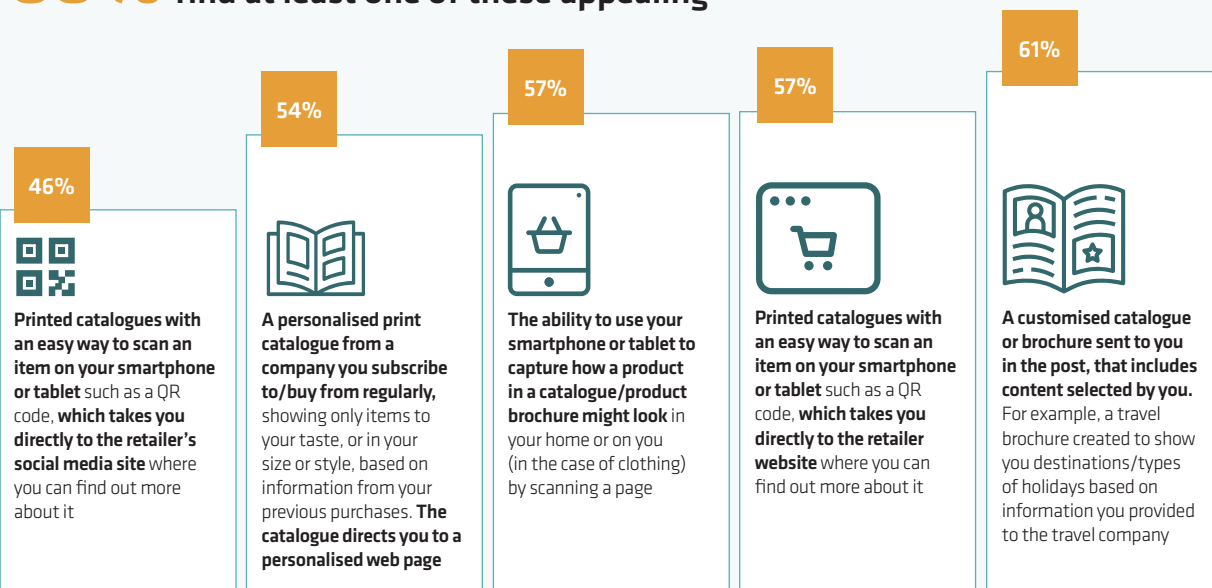 find at least one of these appealing
46%
Printed catalogues with
an easy way to scan an
item on your smartphone
or tablet such as a QR
code, which takes you
directly to the retailer's
social media site where
you can find out more
about it
54%
A personalised print
catalogue from a
company you subscribe
to/buy from regularly,
showing only items to
your taste, or in your
size or style, based on
information from your
previous purchases. The
catalogue directs you to a
personalised web page
57%
The ability to use your
smartphone or tablet to
capture how a product
in a catalogue/product
brochure might look in
your home or on you
(in the case of clothing)
by scanning a page
57%
Printed catalogues with
an easy way to scan an
item on your smartphone
or tablet such as a QR
code, which takes you
directly to the retailer
website where you can
find out more about it
61%
A customised catalogue
or brochure sent to you
in the post, that includes
content selected by you.
For example, a travel
brochure created to show
you destinations/types
of holidays based on
information you provided
to the travel company